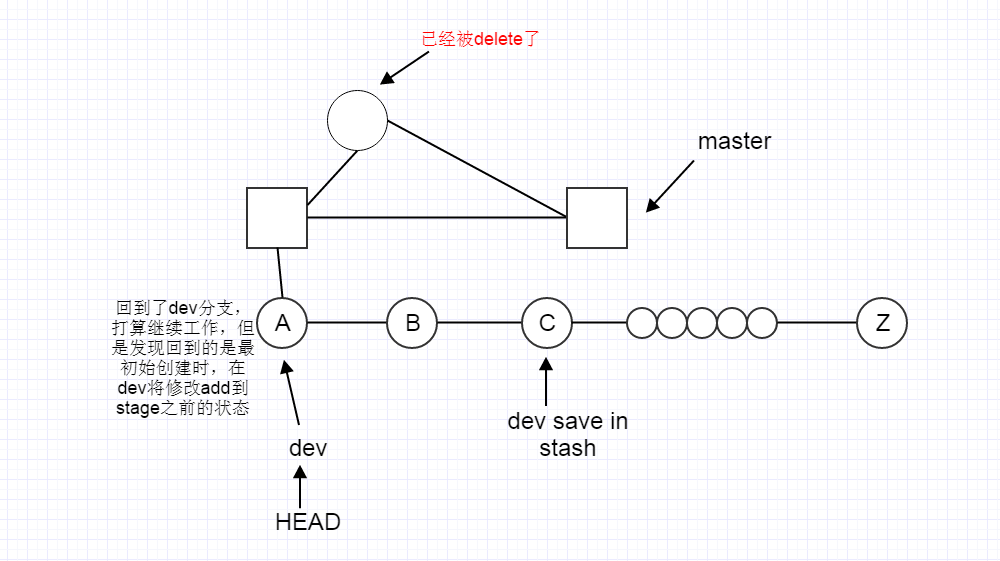 已经被delete了
master
回到了dev分支，
打算继续工作，但
是发现回到的是最
初始创建时，在
dev将修改add到
stage之前的状态
A
B
C
Z
dev
dev save in
stash
HEAD